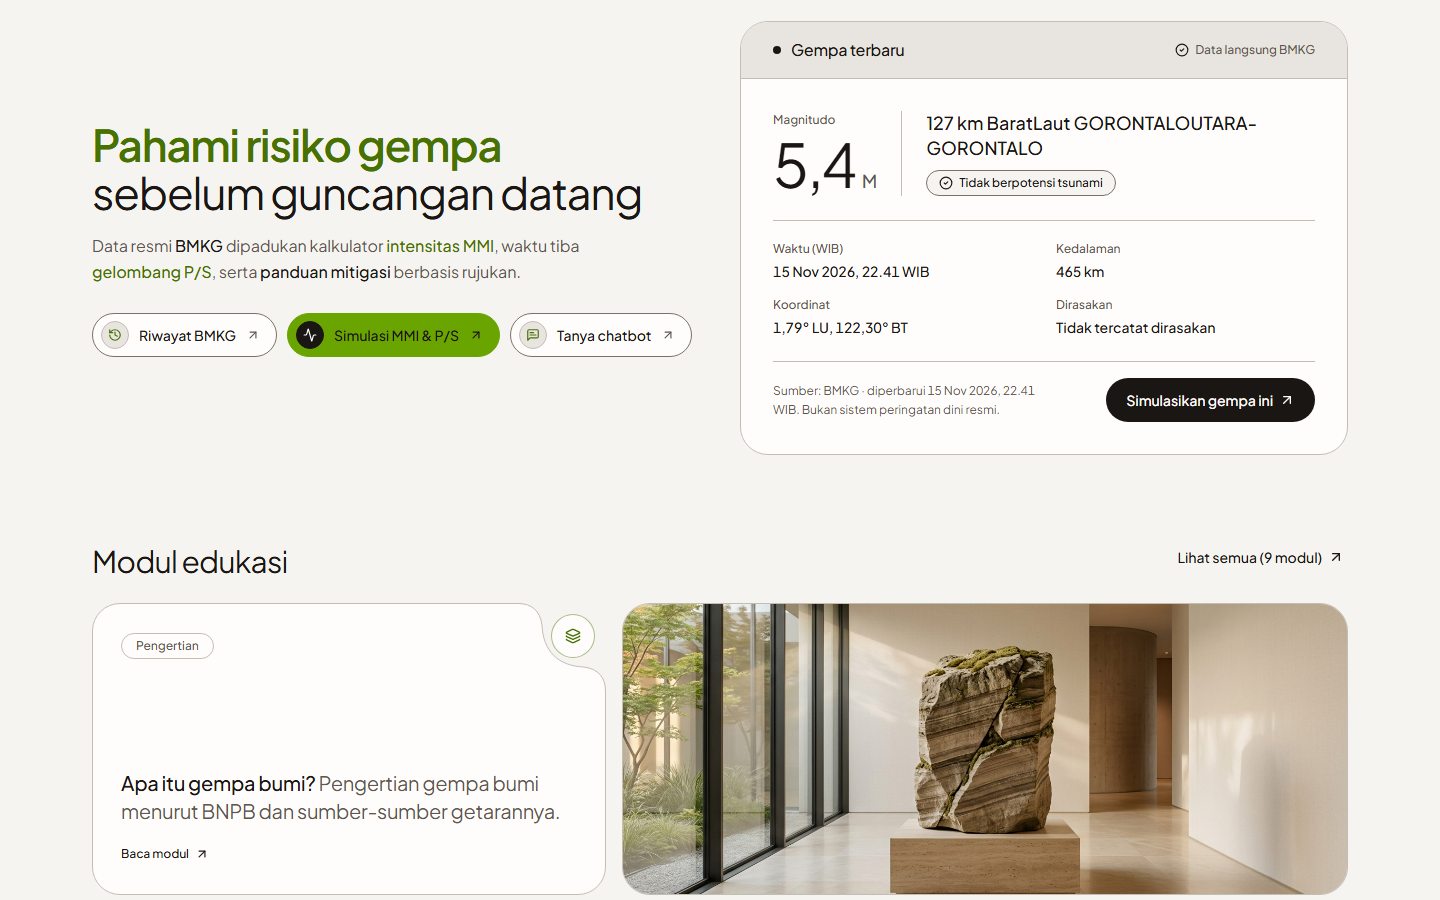 Pahami risiko gempa
sebelum guncangan datang
Data resmi BMKG dipadukan kalkulator intensitas MMI, waktu tiba
gelombang P/S, serta panduan mitigasi berbasis rujukan.
Riwayat BMKG
Simulasi MMI & P/S
Tanya chatbot
Gempa terbaru
Data langsung BMKG
Magnitudo
5,4 M
127 km BaratLaut GORONTALOUTARA-
GORONTALO
Tidak berpotensi tsunami
Waktu (WIB)
15 Nov 2026, 22.41 WIB
Kedalaman
465 km
Koordinat
1,79° LU, 122,30° BT
Dirasakan
Tidak tercatat dirasakan
Sumber: BMKG · diperbarui 15 Nov 2026, 22.41
WIB. Bukan sistem peringatan dini resmi.
Simulasikan gempa ini
Modul edukasi
Lihat semua (9 modul)
Pengertian
Apa itu gempa bumi? Pengertian gempa bumi
menurut BNPB dan sumber-sumber getarannya.
Baca modul